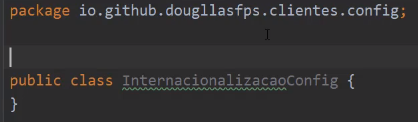 package io.github.dougllasfps.clientes.config;
public class InternacionalizacaoConfig {
}